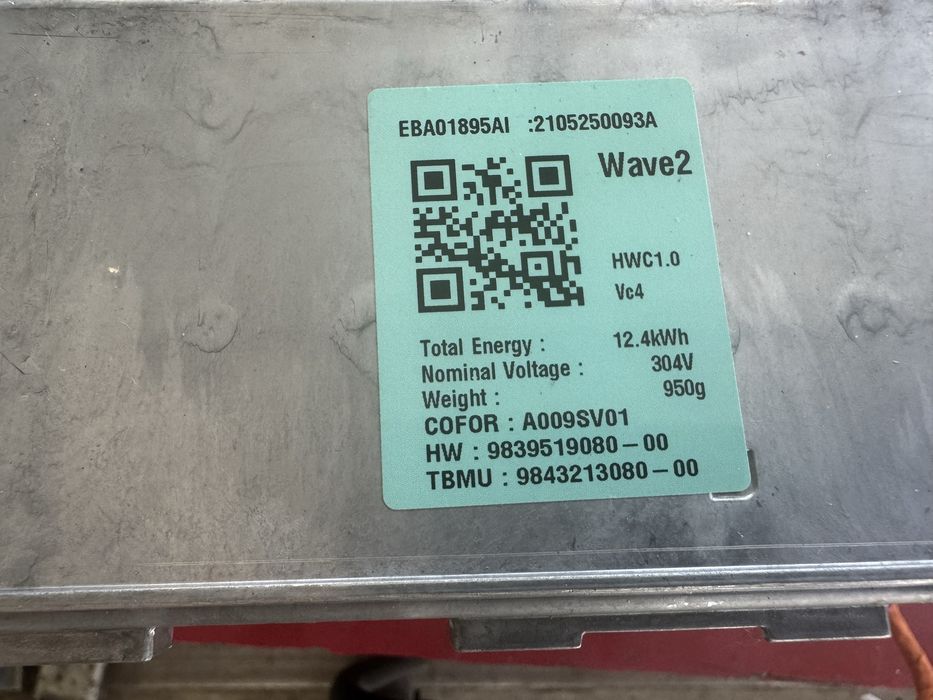 EBA01895AI :2105250093A
Wave2
HWC1.0
Vc4
Total Energy : 12.4kWh
Nominal Voltage : 304V
Weight : 950g
COFOR : A009SV01
HW : 9839519080-00
TBMU : 9843213080-00